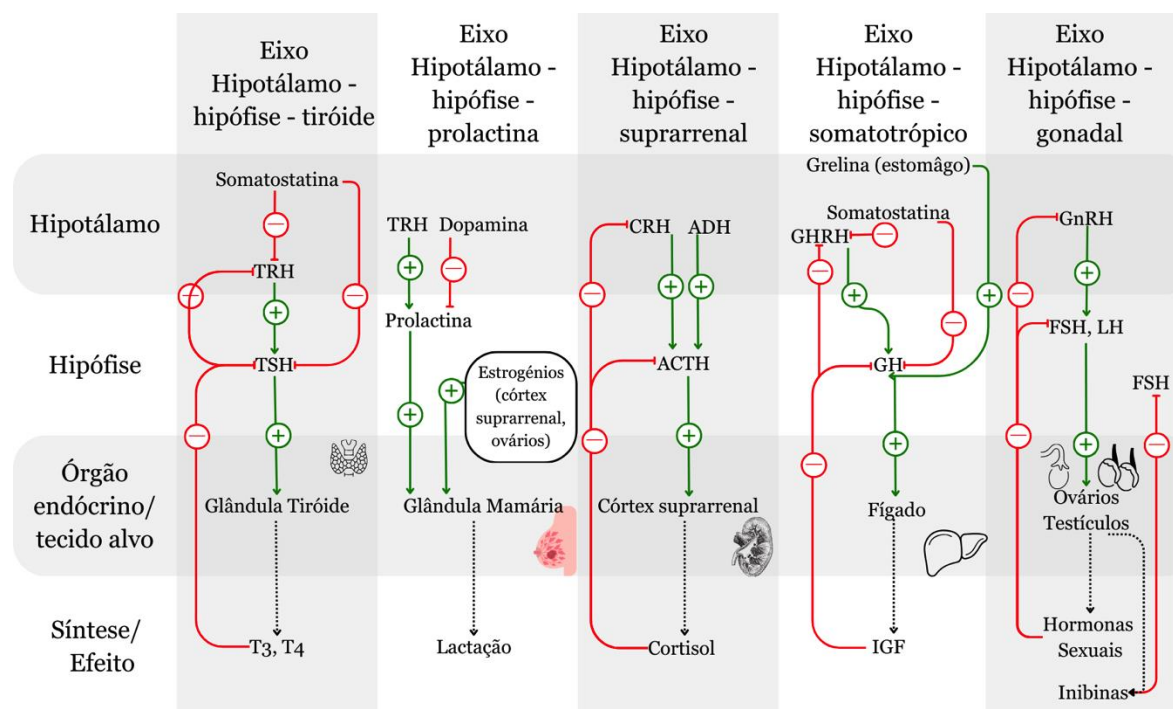 Eixo
Hipotálamo -
hipófise - tiróide
Eixo
Hipotálamo -
hipófise -
prolactina
Eixo
Hipotálamo -
hipófise -
suprarrenal
Eixo
Hipotálamo -
hipófise -
somatotrópico
Eixo
Hipotálamo -
hipófise -
gonadal
Hipotálamo
Somatostatina
TRH
TRH
Dopamina
CRH
ADH
Grelina (estomâgo)
Somatostatina
GHRH
GnRH
Hipófise
TSH
Prolactina
Estrogénios
(córtex
suprarrenal,
ovários)
ACTH
GH
FSH, LH
FSH
Órgão
endócrino/
tecido alvo
Glândula Tiróide
Glândula Mamária
Córtex suprarrenal
Fígado
Ovários
Testículos
Síntese/
Efeito
T3, T4
Lactação
Cortisol
IGF
Hormonas
Sexuais
Inibinas